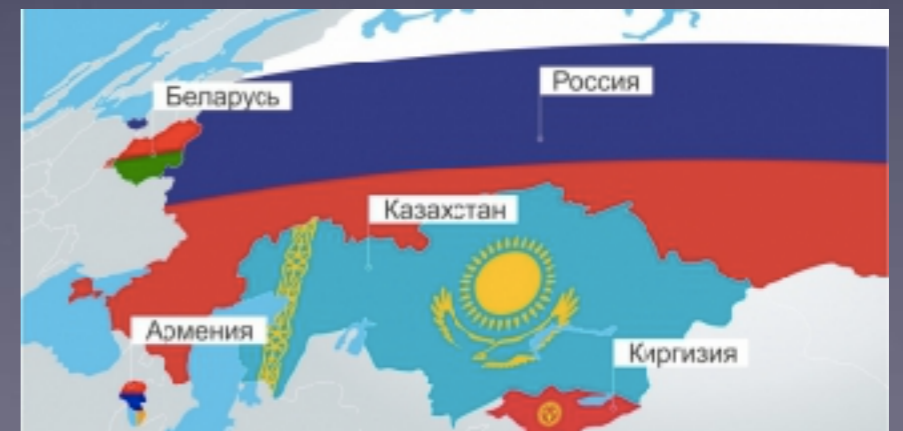 Россия
Беларусь
Казахстан
Армения
Киргизия